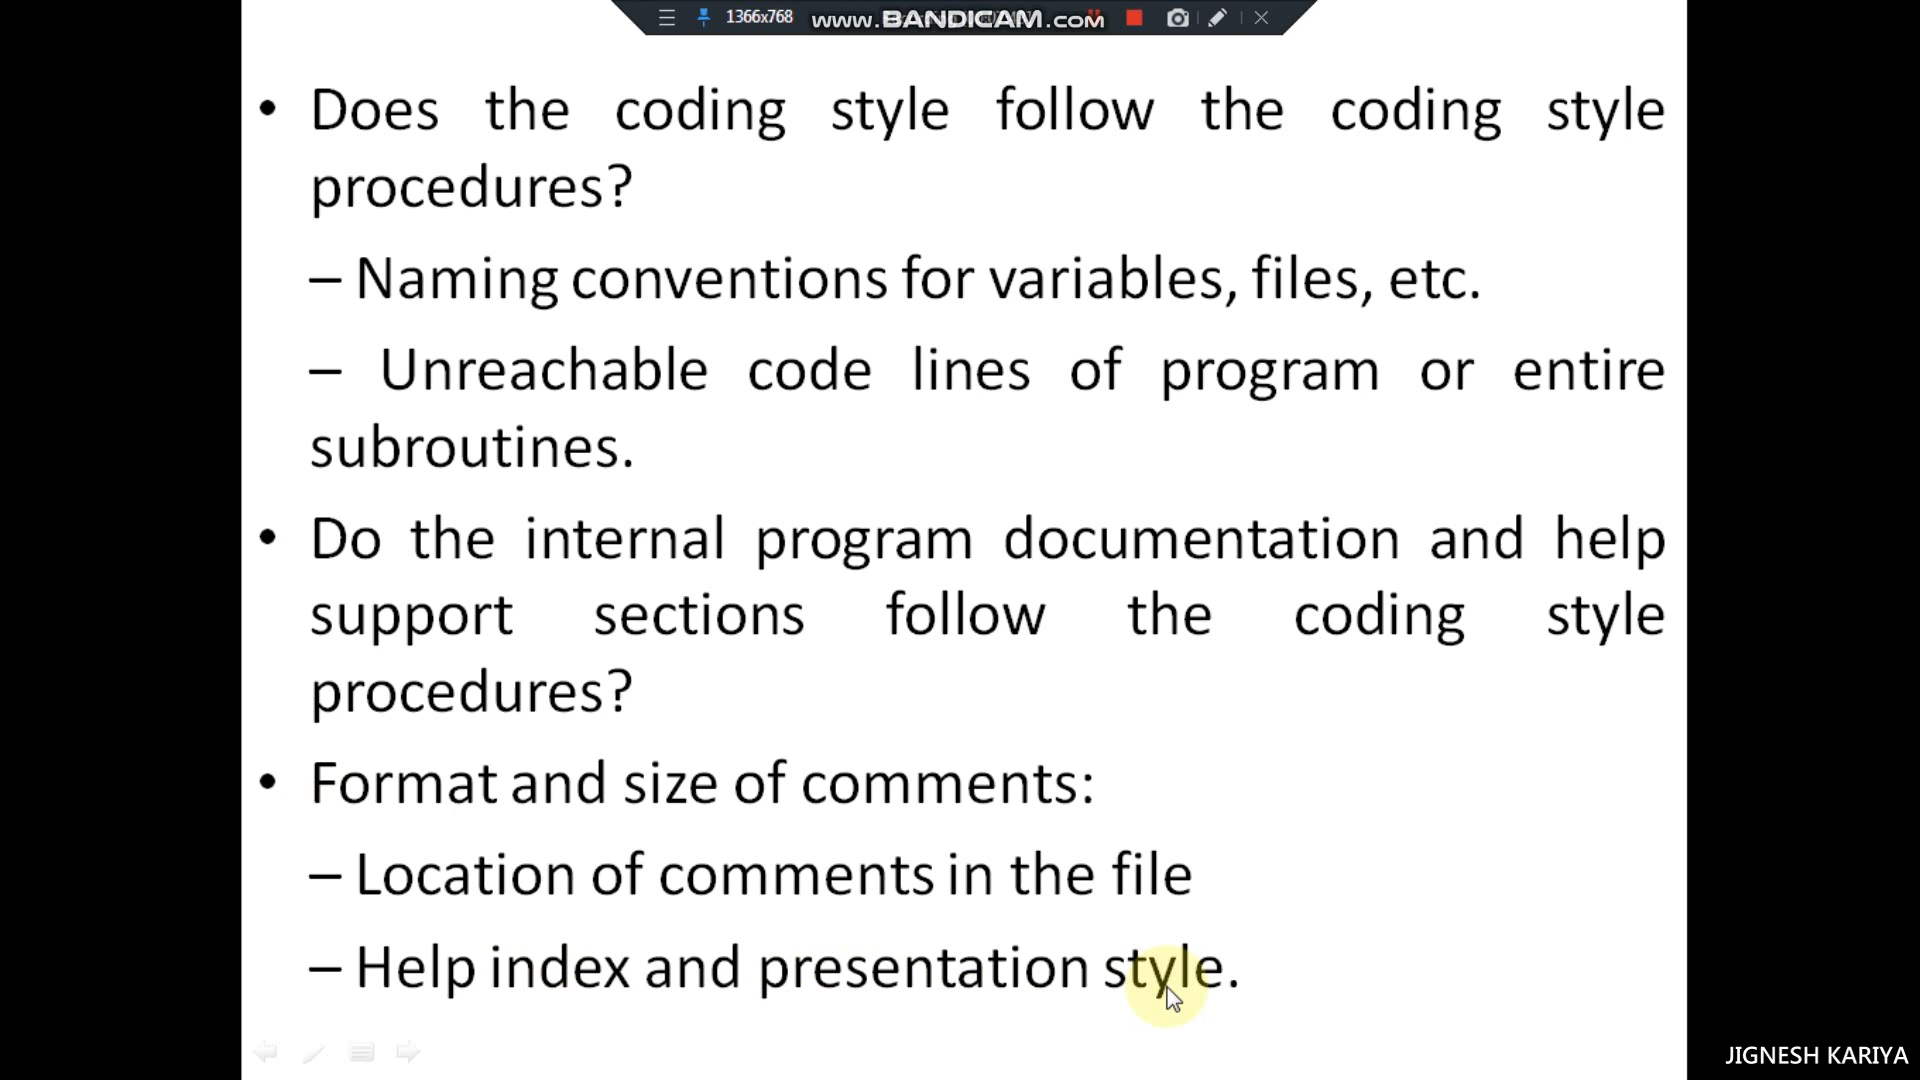 1366x768
www.BANDICAM.com
• Does the coding style follow the coding style
procedures?
– Naming conventions for variables, files, etc.
– Unreachable code lines of program or entire
subroutines.
• Do the internal program documentation and help
support sections follow the coding style
procedures?
• Format and size of comments:
– Location of comments in the file
– Help index and presentation style.
JIGNESH KARIYA